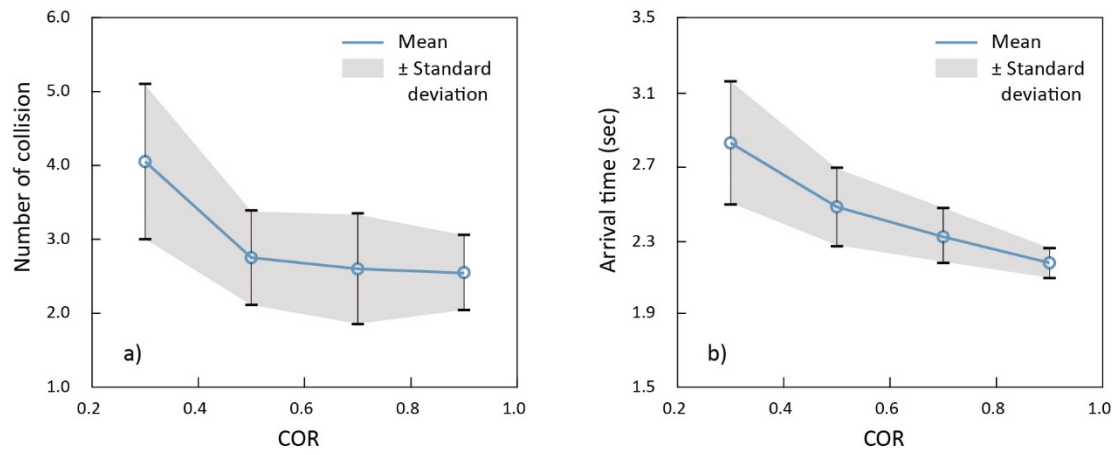 6.0
5.0
4.0
3.0
2.0
1.0
Number of collision
Mean
± Standard
deviation
a)
0.2
0.4
0.6
0.8
1.0
COR
3.5
3.1
2.7
2.3
1.9
1.5
Arrival time (sec)
Mean
± Standard
deviation
b)
0.2
0.4
0.6
0.8
1.0
COR